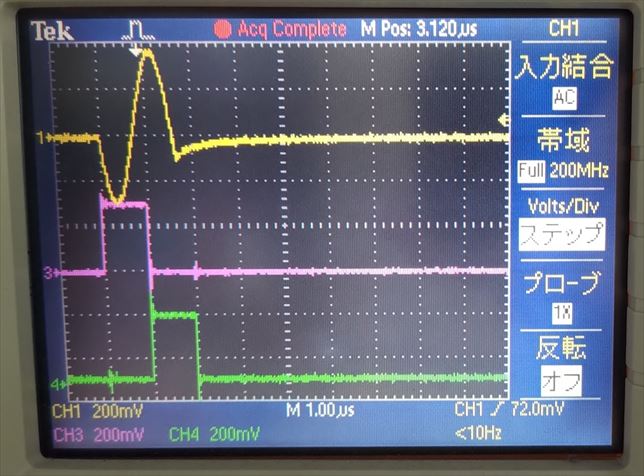 Tek Acq Complete M Pos: 3.120µs CH1
入力結合
AC
帯域
Full 200MHz
Volts/Div
ステップ
プローブ
1X
反転
オフ
1
3
4
CH1 200mV M 1.00µs CH1 72.0mV
CH3 200mV CH4 200mV <10Hz